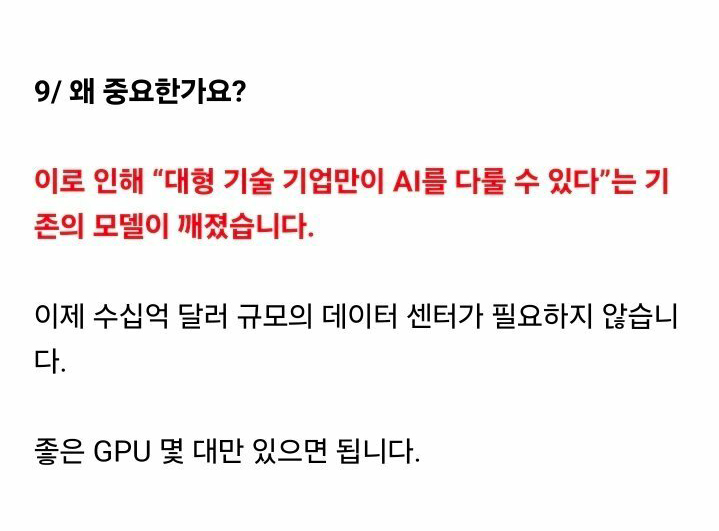 9/ 왜 중요한가요?
이로 인해 “대형 기술 기업만이 AI를 다룰 수 있다”는 기
존의 모델이 깨졌습니다.
이제 수십억 달러 규모의 데이터 센터가 필요하지 않습니
다.
좋은 GPU 몇 대만 있으면 됩니다.